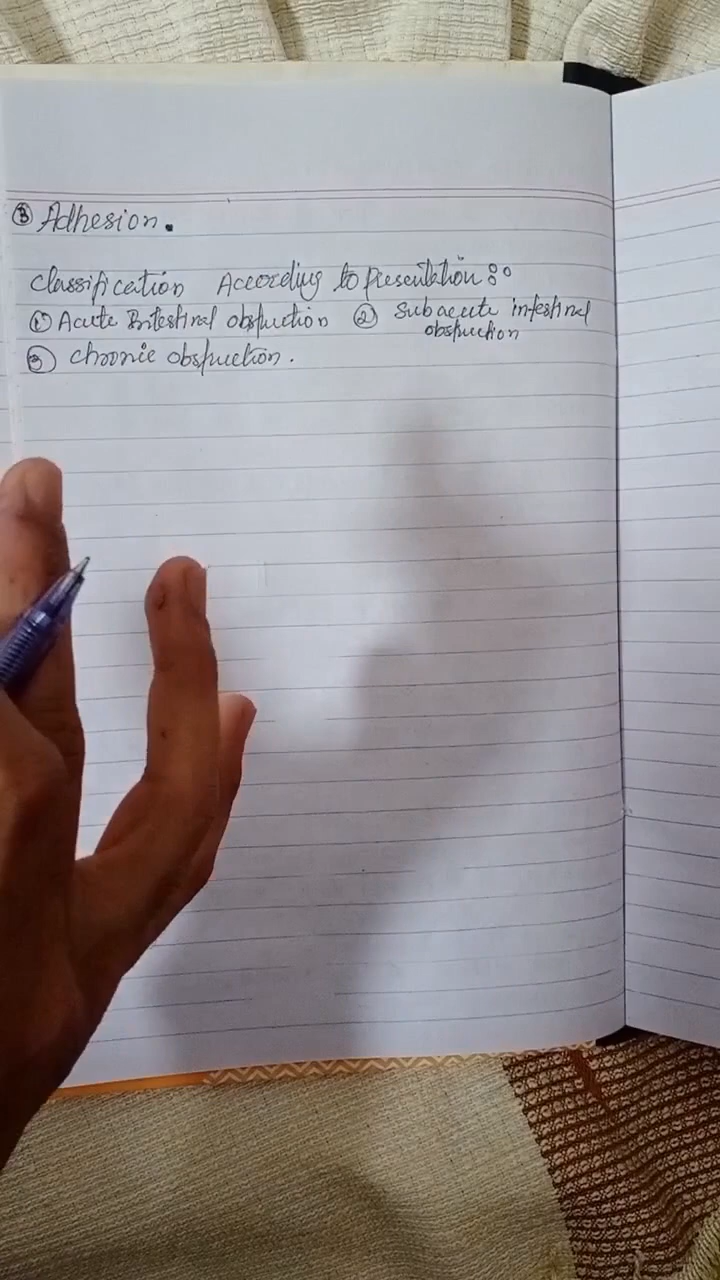 ③ Adhesion.
Classification According to Presentation :
① Acute Intestinal obstruction ② Subacute intestinal
obstruction
③ chronic obstruction.